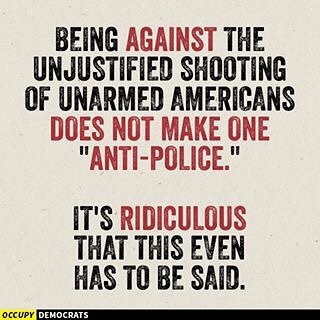 BEING AGAINST THE
UNJUSTIFIED SHOOTING
OF UNARMED AMERICANS
DOES NOT MAKE ONE
"ANTI-POLICE."
IT'S RIDICULOUS
THAT THIS EVEN
HAS TO BE SAID.
OCCUPY DEMOCRATS